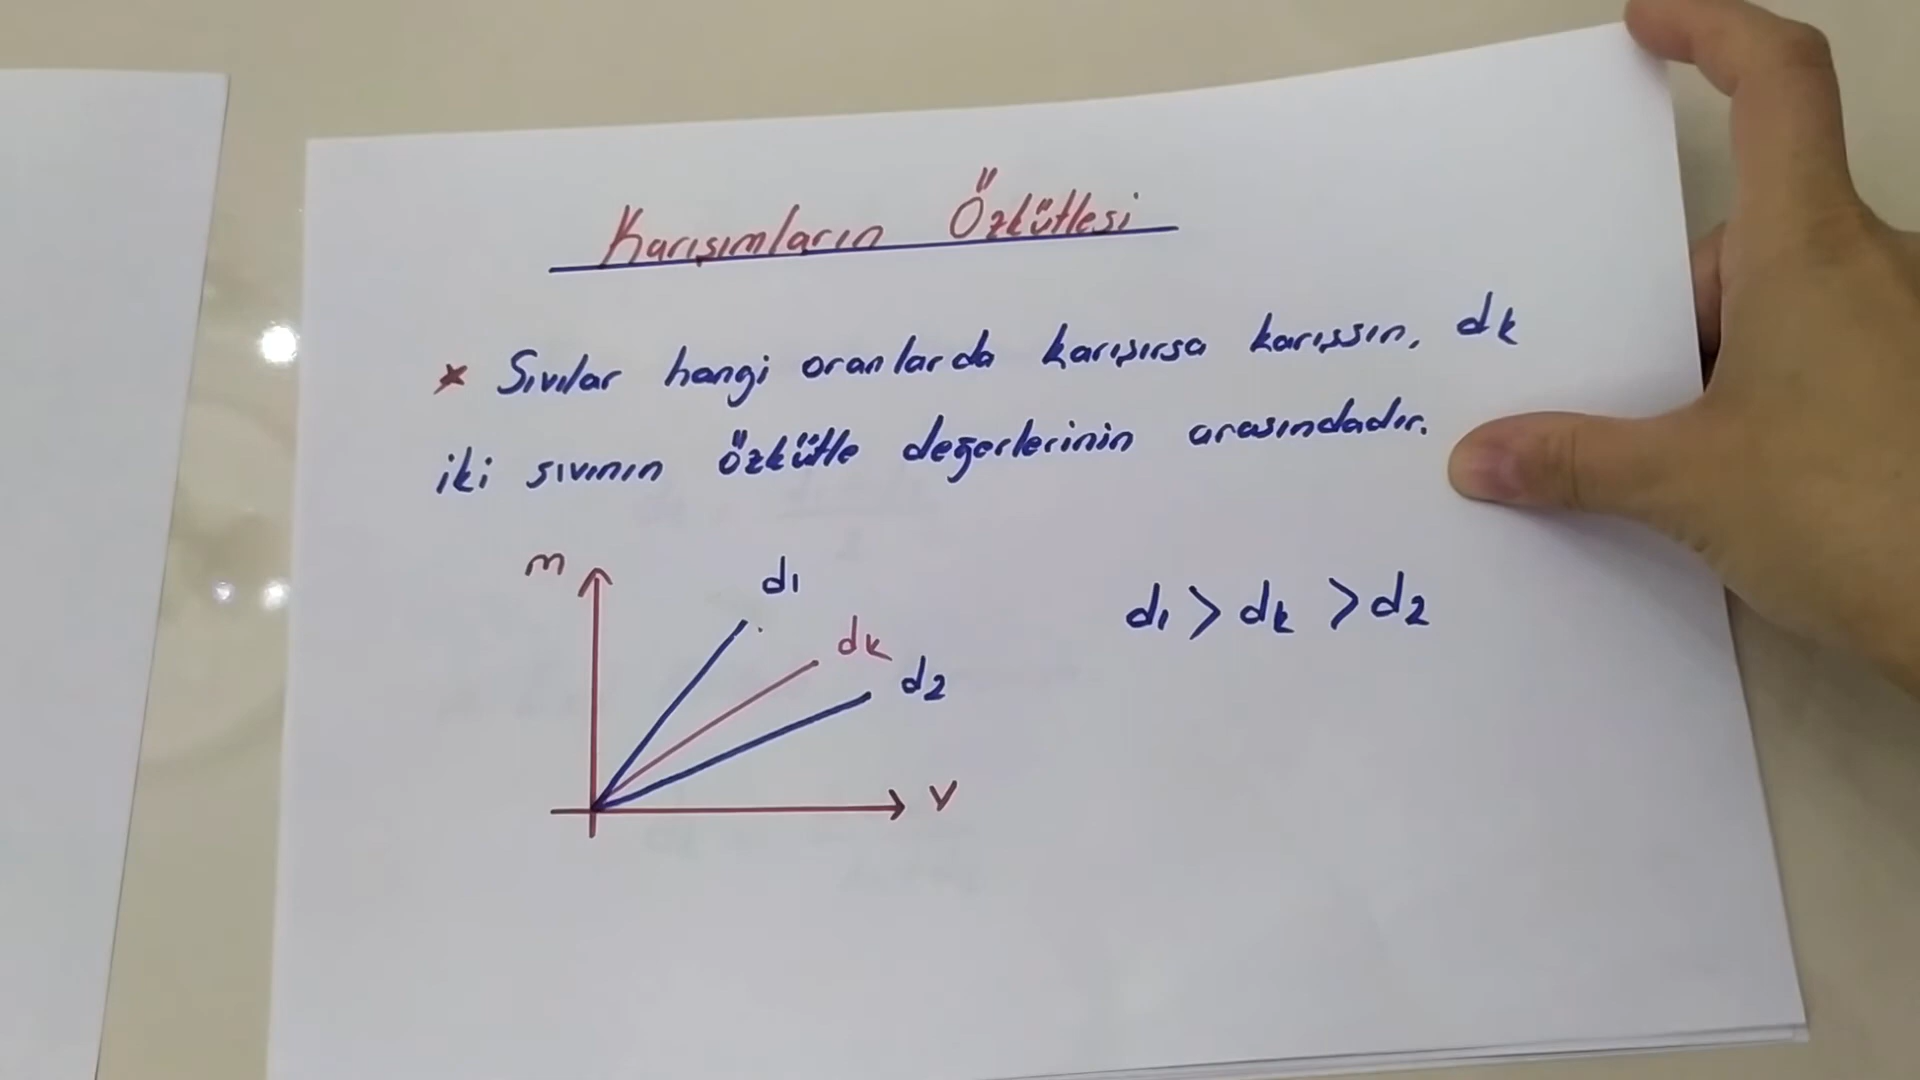 Karışımların Özkütlesi
* Sıvılar hangi oranlarda karışırsa karışsın, dk
iki sıvının özkütle değerlerinin arasındadır.
m
d1
dk
d2
V
d1 > dk > d2